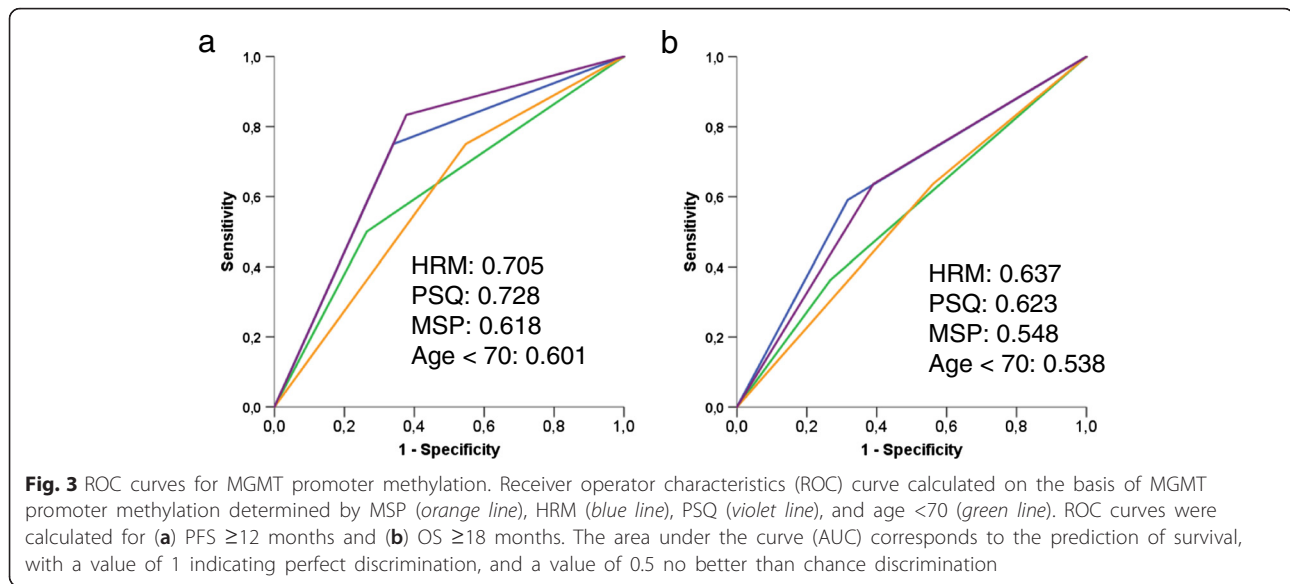 a
1,0
0,8
0,6
0,4
0,2
0,0
Sensitivity
HRM: 0.705
PSQ: 0.728
MSP: 0.618
Age < 70: 0.601
0,0 0,2 0,4 0,6 0,8 1,0
1 - Specificity
b
1,0
0,8
0,6
0,4
0,2
0,0
Sensitivity
HRM: 0.637
PSQ: 0.623
MSP: 0.548
Age < 70: 0.538
0,0 0,2 0,4 0,6 0,8 1,0
1 - Specificity
Fig. 3 ROC curves for MGMT promoter methylation. Receiver operator characteristics (ROC) curve calculated on the basis of MGMT
promoter methylation determined by MSP (orange line), HRM (blue line), PSQ (violet line), and age <70 (green line). ROC curves were
calculated for (a) PFS ≥12 months and (b) OS ≥18 months. The area under the curve (AUC) corresponds to the prediction of survival,
with a value of 1 indicating perfect discrimination, and a value of 0.5 no better than chance discrimination